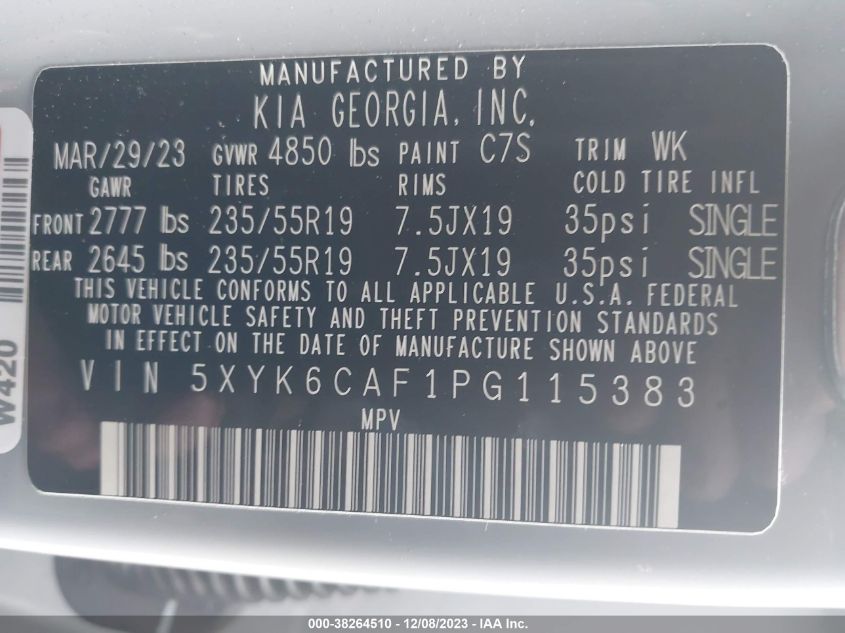 MANUFACTURED BY
KIA GEORGIA, INC.
MAR/29/23 GVWR 4850 lbs PAINT C7S TRIM WK
GAWR TIRES RIMS COLD TIRE INFL
FRONT 2777 lbs 235/55R19 7.5JX19 35psi SINGLE
REAR 2645 lbs 235/55R19 7.5JX19 35psi SINGLE
THIS VEHICLE CONFORMS TO ALL APPLICABLE U.S.A. FEDERAL
MOTOR VEHICLE SAFETY AND THEFT PREVENTION STANDARDS
IN EFFECT ON THE DATE OF MANUFACTURE SHOWN ABOVE
VIN 5XYK6CAF1PG115383
MPV
W420
000-38264510 - 12/08/2023 - IAA Inc.